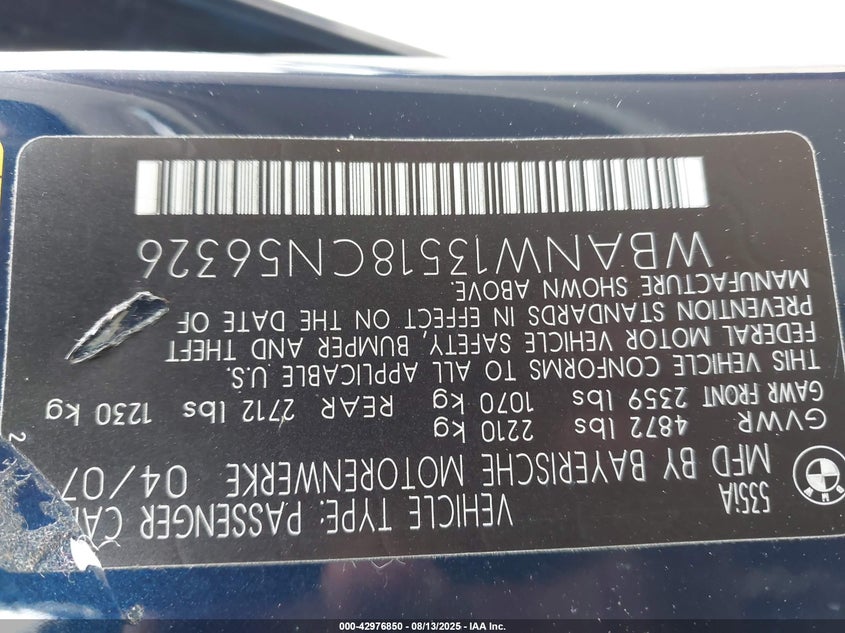 535iA
VEHICLE TYPE: PASSENGER CAR
MFD BY BAYERISCHE MOTORENWERKE 04/07
GVWR 4872 lbs 2210 kg
GAWR FRONT 2359 lbs 1070 kg REAR 2712 lbs 1230 kg
THIS VEHICLE CONFORMS TO ALL APPLICABLE U.S.
FEDERAL MOTOR VEHICLE SAFETY, BUMPER AND THEFT
PREVENTION STANDARDS IN EFFECT ON THE DATE OF
MANUFACTURE SHOWN ABOVE.
WBANW13518CN56326
2
000-42976850 - 08/13/2025 - IAA Inc.